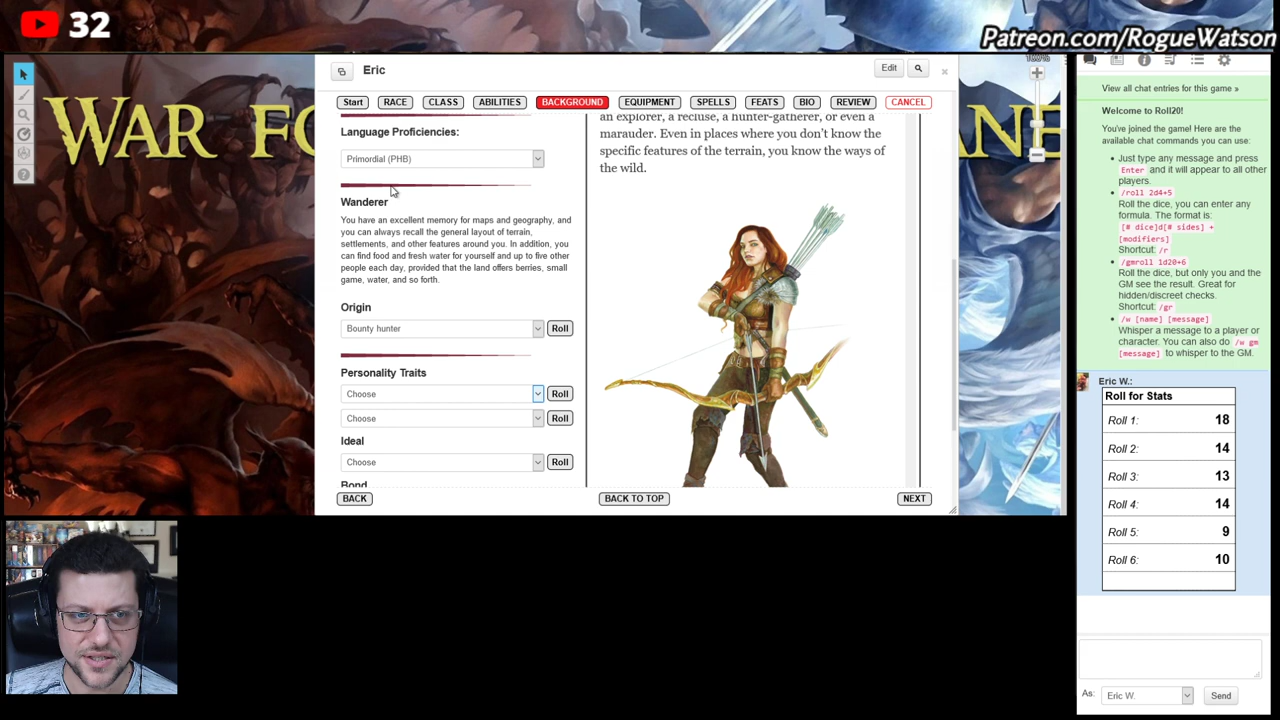 32
Patreon.com/RogueWatson
WAR FO
ANE
Eric
Edit
100%
Start
RACE
CLASS
ABILITIES
BACKGROUND
EQUIPMENT
SPELLS
FEATS
BIO
REVIEW
CANCEL
Language Proficiencies:
Primordial (PHB)
Wanderer
You have an excellent memory for maps and geography, and
you can always recall the general layout of terrain,
settlements, and other features around you. In addition, you
can find food and fresh water for yourself and up to five other
people each day, provided that the land offers berries, small
game, water, and so forth.
Origin
Bounty hunter
Roll
Personality Traits
Choose
Roll
Choose
Roll
Ideal
Choose
Roll
Bond
an explorer, a recluse, a hunter-gatherer, or even a
marauder. Even in places where you don't know the
specific features of the terrain, you know the ways of
the wild.
BACK
BACK TO TOP
NEXT
View all chat entries for this game »
Welcome to Roll20!
You've joined the game! Here are the
available chat commands you can use:
• Just type any message and press
Enter and it will appear to all other
players.
• /roll 2d4+5
Roll the dice, you can enter any
formula. The format is:
[# dice]d[# sides] +
[modifiers]
Shortcut: /r
• /gmroll 1d20+6
Roll the dice, but only you and the
GM see the result. Great for
hidden/discreet checks.
Shortcut: /gr
• /w [name] [message]
Whisper a message to a player or
character. You can also do /w gm
[message] to whisper to the GM.
Eric W.:
Roll for Stats
Roll 1: 18
Roll 2: 14
Roll 3: 13
Roll 4: 14
Roll 5: 9
Roll 6: 10
As:
Eric W.
Send